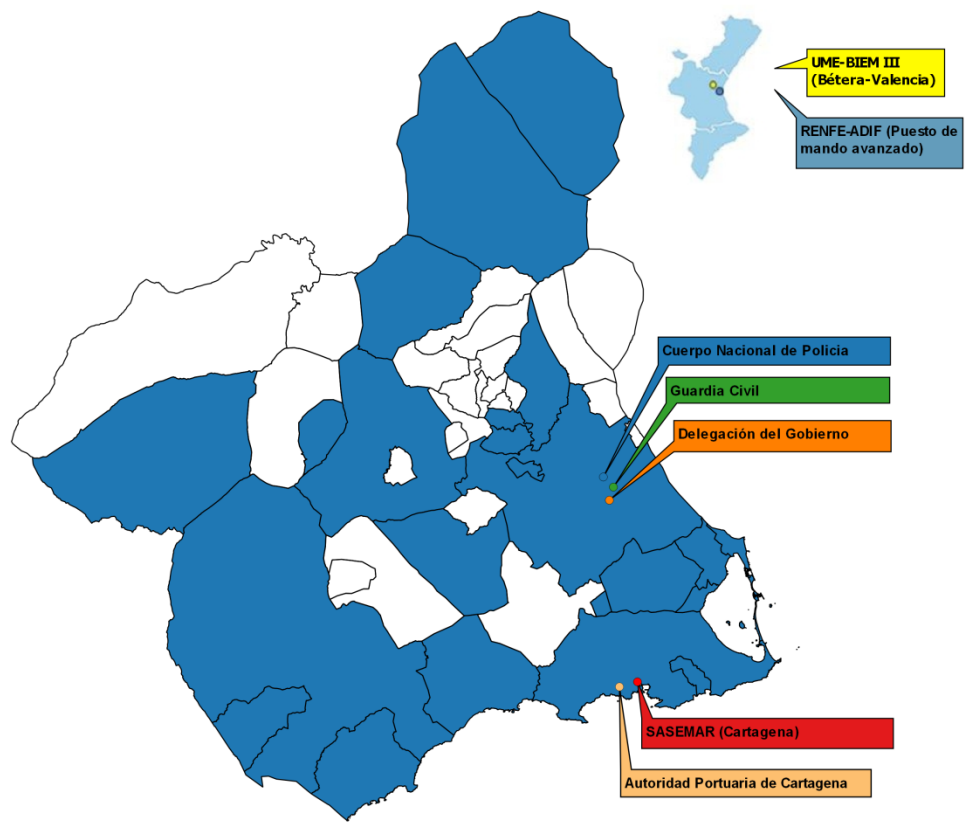 UME-BIEM III
(Bétera-Valencia)
RENFE-ADIF (Puesto de
mando avanzado)
Cuerpo Nacional de Policia
Guardia Civil
Delegación del Gobierno
SASEMAR (Cartagena)
Autoridad Portuaria de Cartagena